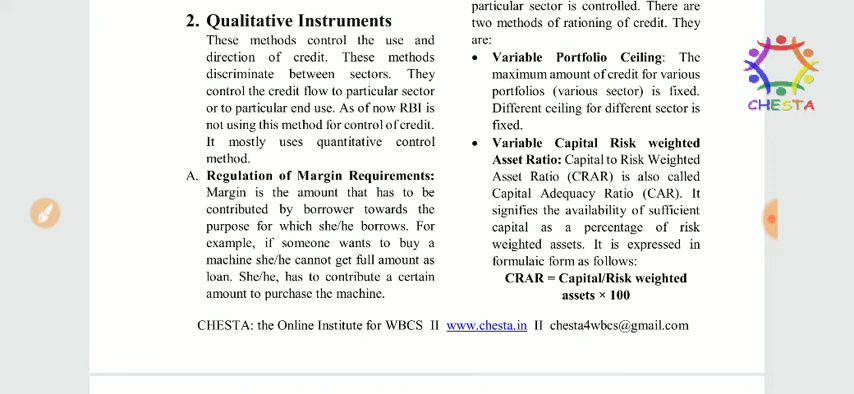 2. Qualitative Instruments
These methods control the use and
direction of credit. These methods
discriminate between sectors. They
control the credit flow to particular sector
or to particular end use. As of now RBI is
not using this method for control of credit.
It mostly uses quantitative control
method.
A. Regulation of Margin Requirements:
Margin is the amount that has to be
contributed by borrower towards the
purpose for which she/he borrows. For
example, if someone wants to buy a
machine she/he cannot get full amount as
loan. She/he, has to contribute a certain
amount to purchase the machine.
particular sector is controlled. There are
two methods of rationing of credit. They
are:
• Variable Portfolio Ceiling: The
maximum amount of credit for various
portfolios (various sector) is fixed.
Different ceiling for different sector is
fixed.
• Variable Capital Risk weighted
Asset Ratio: Capital to Risk Weighted
Asset Ratio (CRAR) is also called
Capital Adequacy Ratio (CAR). It
signifies the availability of sufficient
capital as a percentage of risk
weighted assets. It is expressed in
formulaic form as follows:
CRAR = Capital/Risk weighted
assets × 100
CHESTA
CHESTA: the Online Institute for WBCS II www.chesta.in II chesta4wbcs@gmail.com